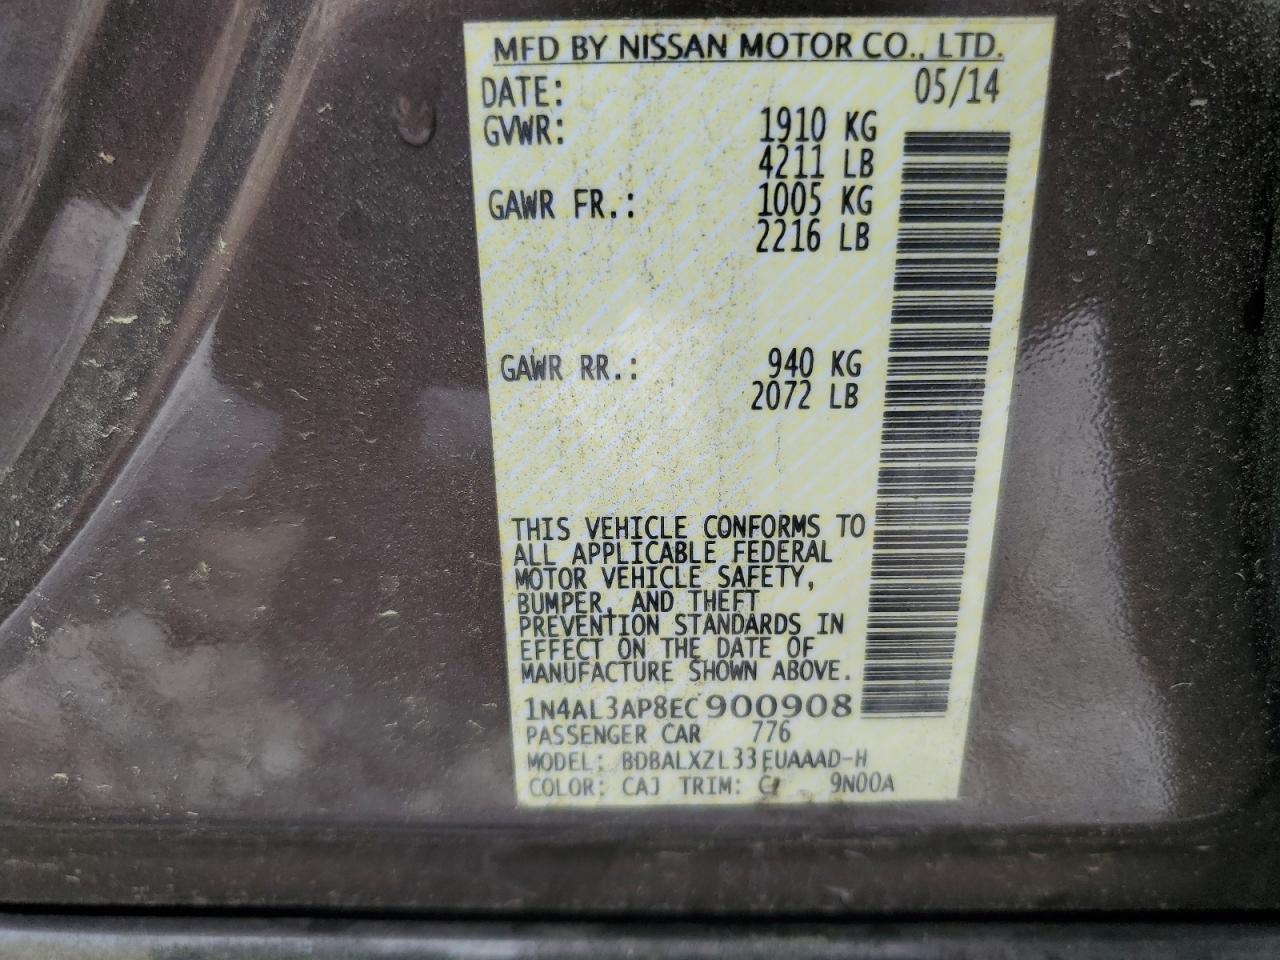 MFD BY NISSAN MOTOR CO., LTD.
DATE: 05/14
GVWR: 1910 KG
4211 LB
GAWR FR.: 1005 KG
2216 LB
GAWR RR.: 940 KG
2072 LB
THIS VEHICLE CONFORMS TO
ALL APPLICABLE FEDERAL
MOTOR VEHICLE SAFETY,
BUMPER, AND THEFT
PREVENTION STANDARDS IN
EFFECT ON THE DATE OF
MANUFACTURE SHOWN ABOVE.
1N4AL3AP8EC900908
PASSENGER CAR 776
MODEL: BDBALXZL33EUAAAD-H
COLOR: CAJ TRIM: 9N00A